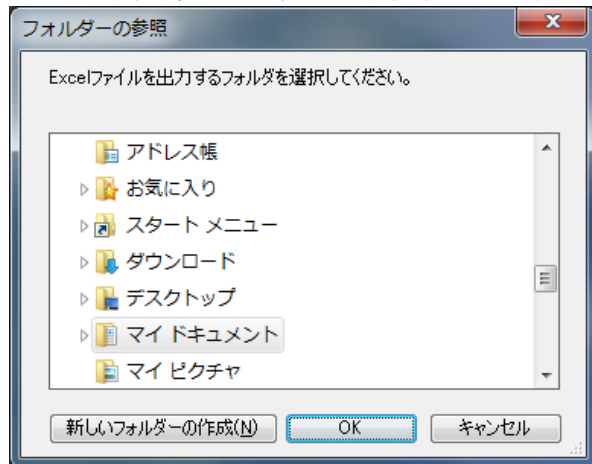 フォルダーの参照
Excelファイルを出力するフォルダを選択してください。
アドレス帳
お気に入り
スタート メニュー
ダウンロード
デスクトップ
マイ ドキュメント
マイ ピクチャ
新しいフォルダーの作成(N) OK キャンセル